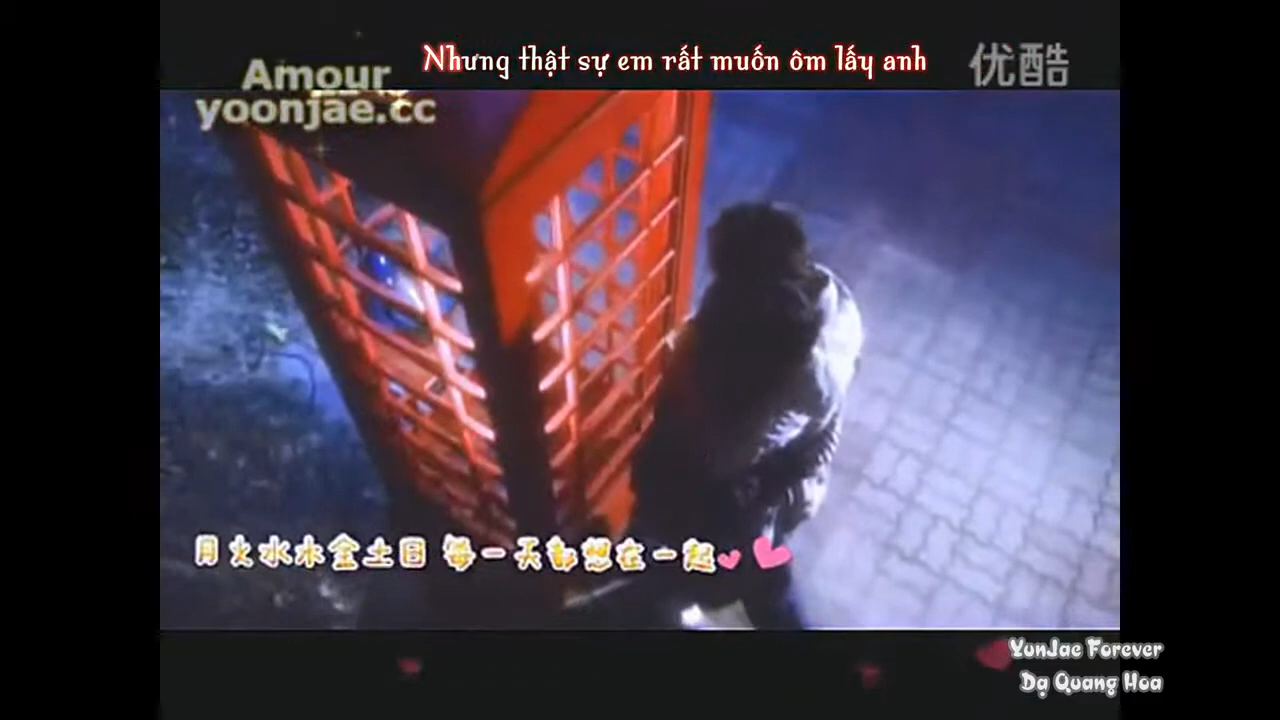 Nhưng thật sự em rất muốn ôm lấy anh
优酷
Amour
yoonjae.cc
月火水木金土日 每一天都想在一起
YunJae Forever
Dạ Quang Hoa